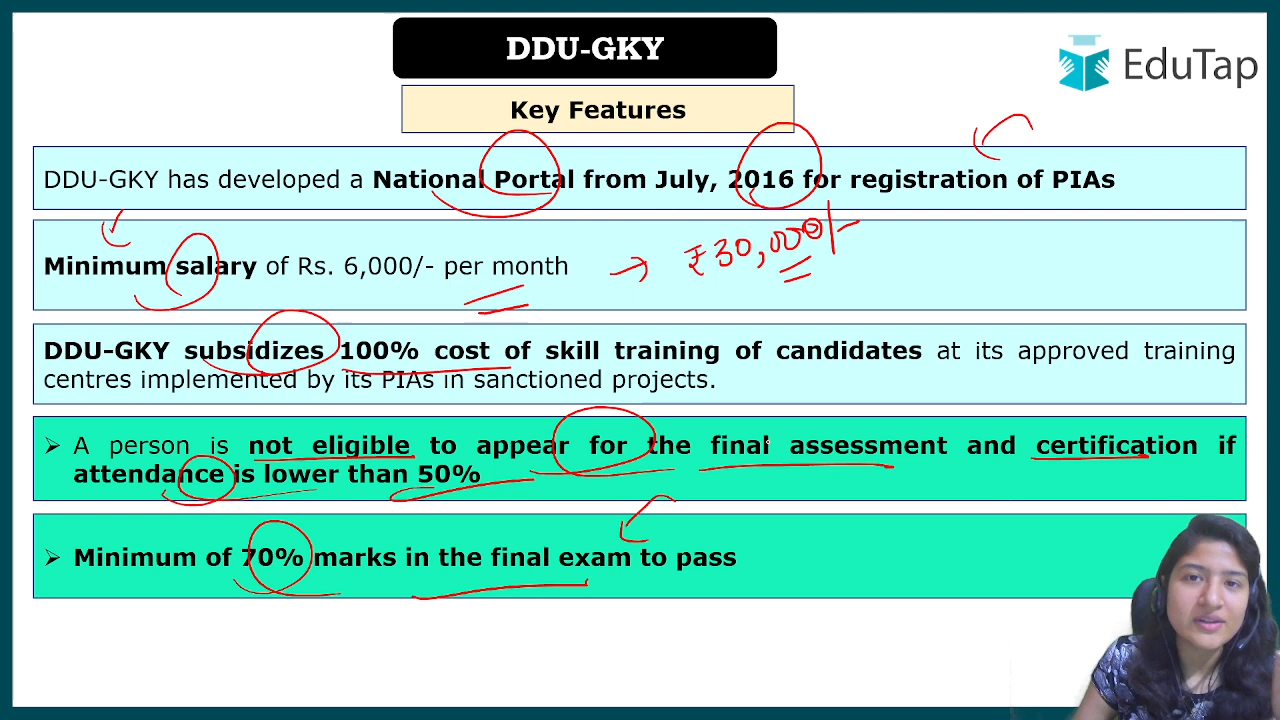 DDU-GKY
EduTap
Key Features
DDU-GKY has developed a National Portal from July, 2016 for registration of PIAs
Minimum salary of Rs. 6,000/- per month → ₹30,000/-
DDU-GKY subsidizes 100% cost of skill training of candidates at its approved training
centres implemented by its PIAs in sanctioned projects.
➢ A person is not eligible to appear for the final assessment and certification if
attendance is lower than 50%
➢ Minimum of 70% marks in the final exam to pass